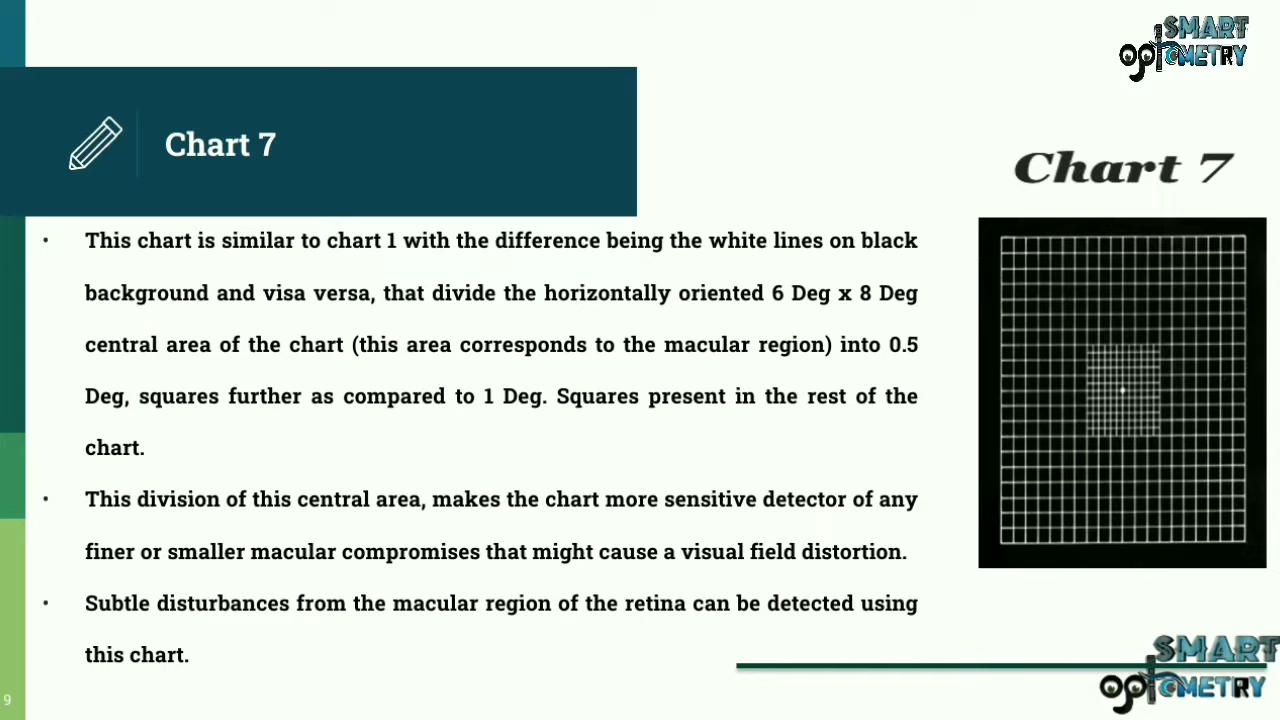 SMART
OPTOMETRY
Chart 7
Chart 7
• This chart is similar to chart 1 with the difference being the white lines on black
background and visa versa, that divide the horizontally oriented 6 Deg x 8 Deg
central area of the chart (this area corresponds to the macular region) into 0.5
Deg, squares further as compared to 1 Deg. Squares present in the rest of the
chart.
• This division of this central area, makes the chart more sensitive detector of any
finer or smaller macular compromises that might cause a visual field distortion.
• Subtle disturbances from the macular region of the retina can be detected using
this chart.
SMART
OPTOMETRY
9